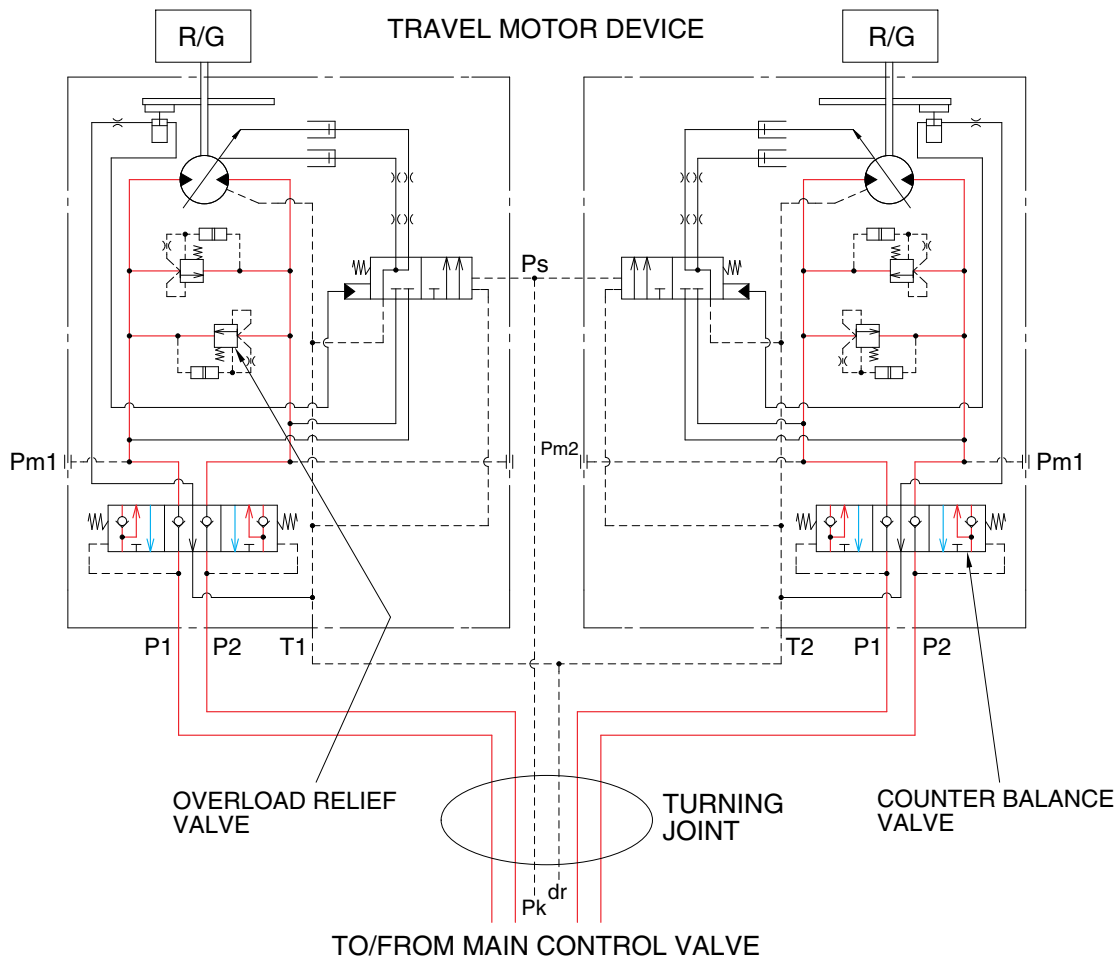 TRAVEL MOTOR DEVICE
R/G
R/G
Ps
Pm1
Pm2
Pm1
P1
P2
T1
T2
P1
P2
OVERLOAD RELIEF
VALVE
TURNING
JOINT
COUNTER BALANCE
VALVE
Pk
dr
TO/FROM MAIN CONTROL VALVE